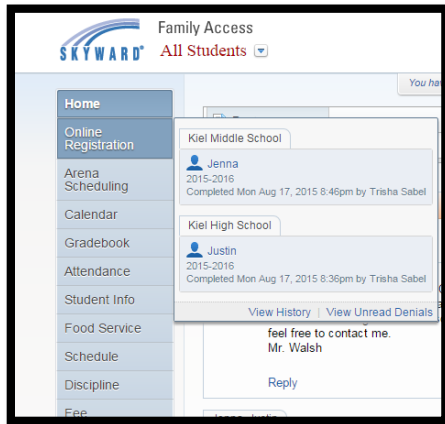 Family Access
SKYWARD
All Students
You hav
Home
Online
Registration
Arena
Scheduling
Calendar
Gradebook
Attendance
Student Info
Food Service
Schedule
Discipline
Fee
Kiel Middle School
Jenna
2015-2016
Completed Mon Aug 17, 2015 8:46pm by Trisha Sabel
Kiel High School
Justin
2015-2016
Completed Mon Aug 17, 2015 8:36pm by Trisha Sabel
View History | View Unread Denials
feel free to contact me.
Mr. Walsh
Reply